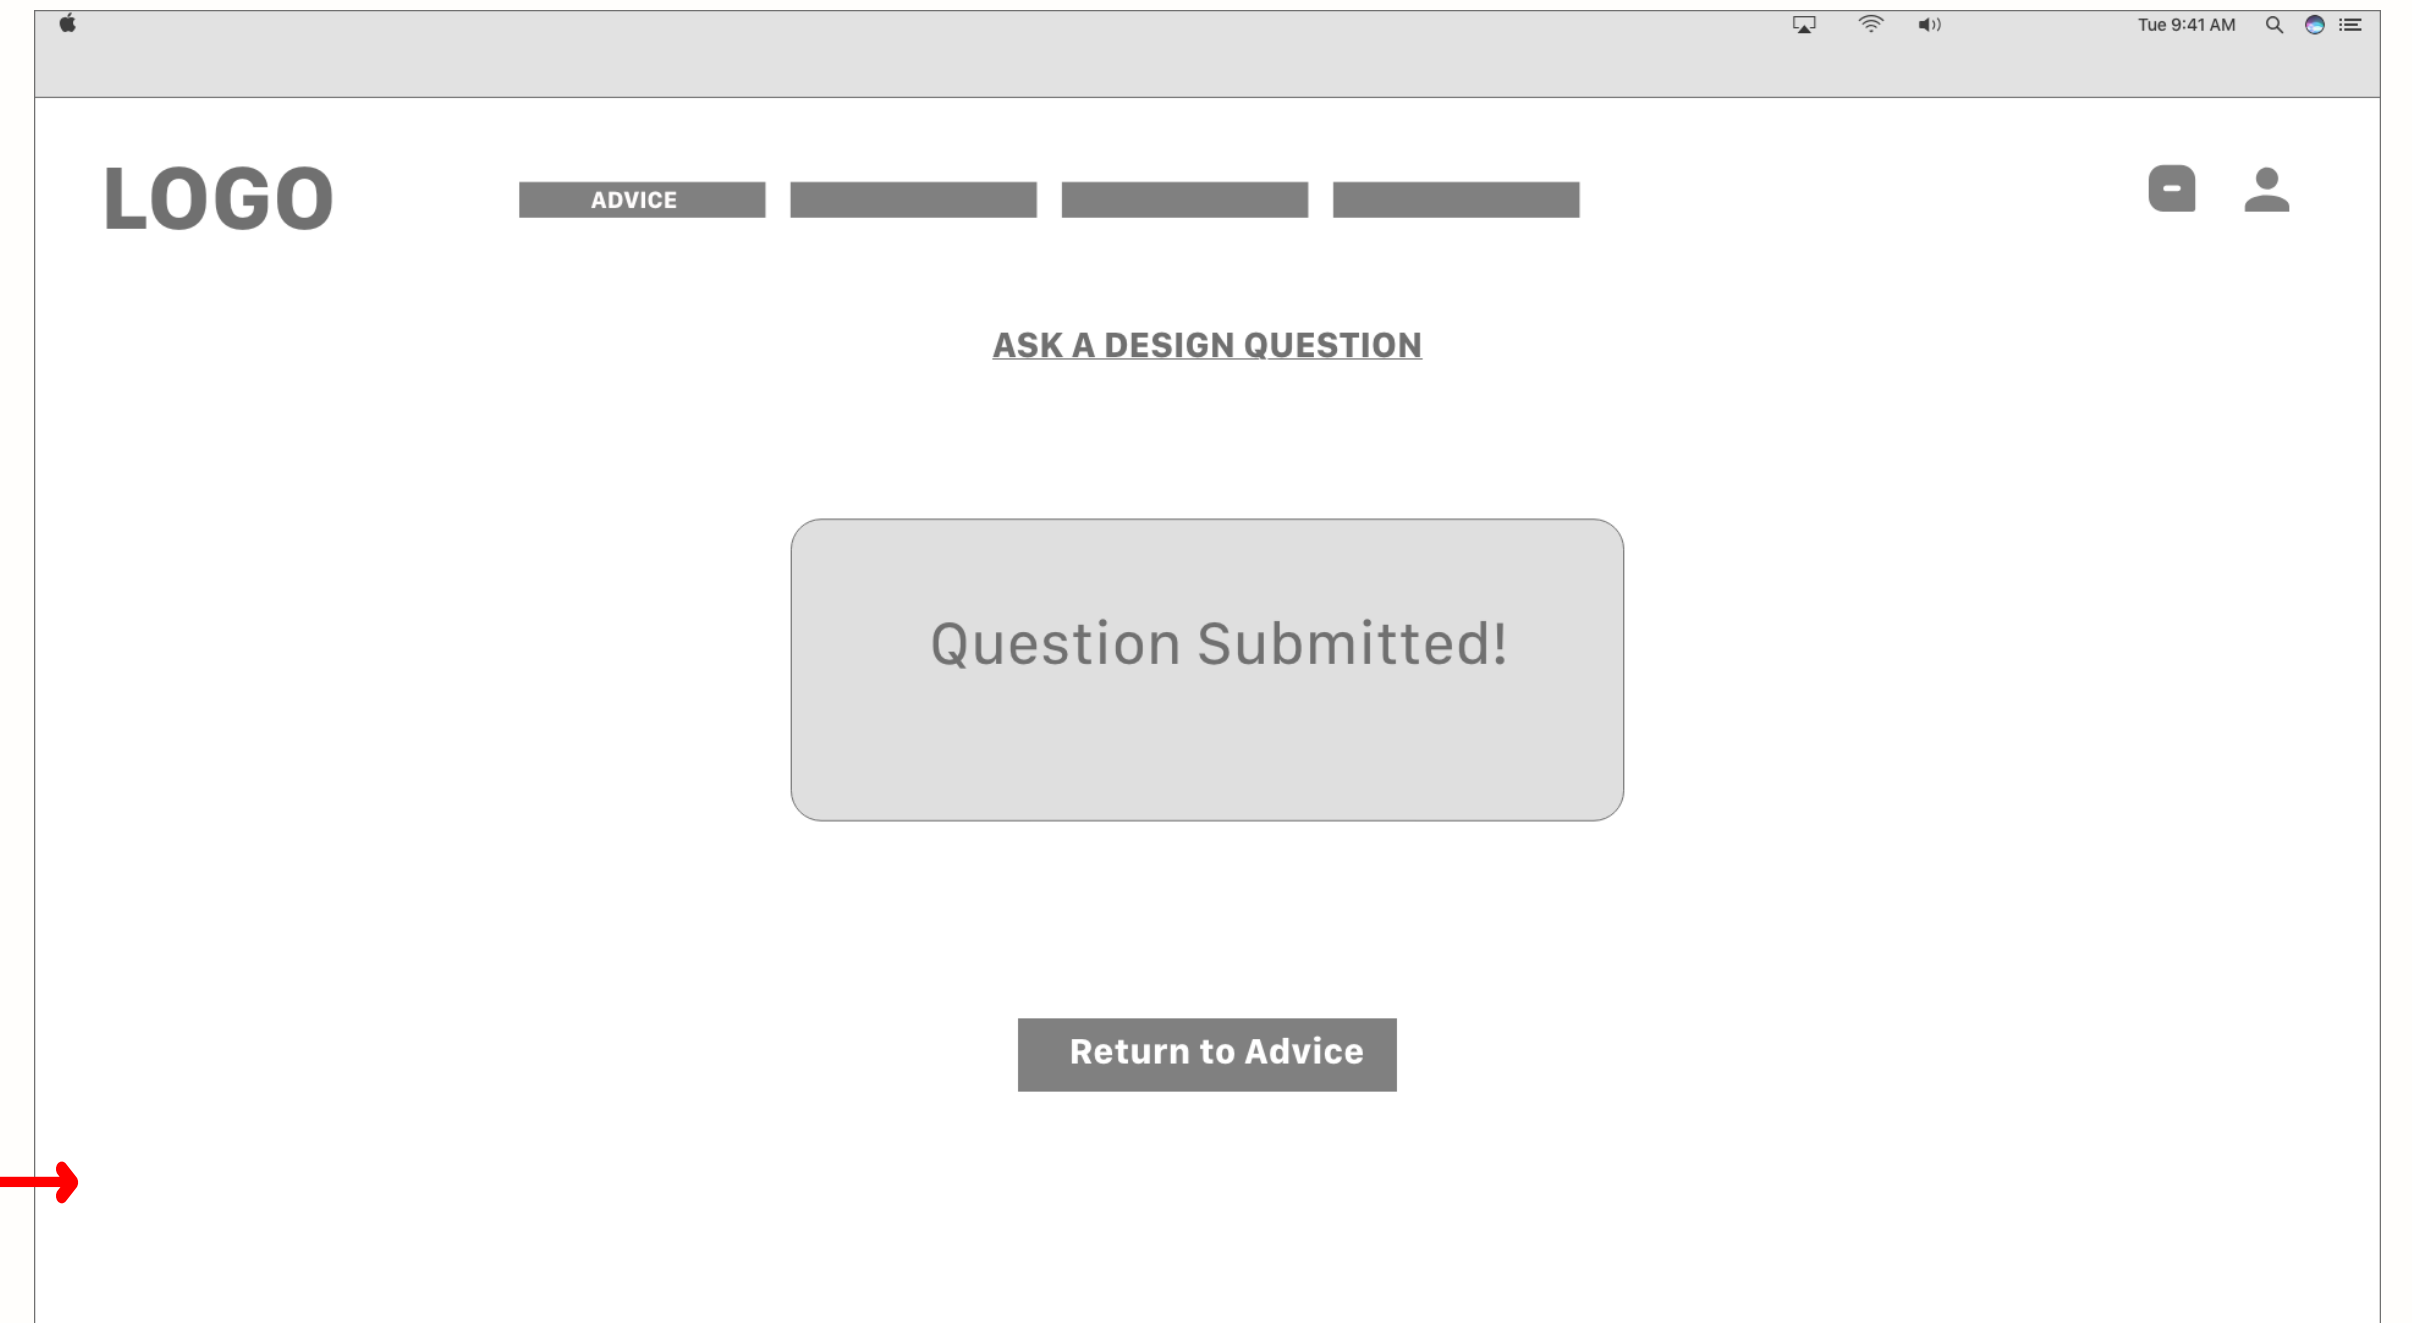 Tue 9:41 AM
LOGO
ADVICE
ASK A DESIGN QUESTION
Question Submitted!
Return to Advice